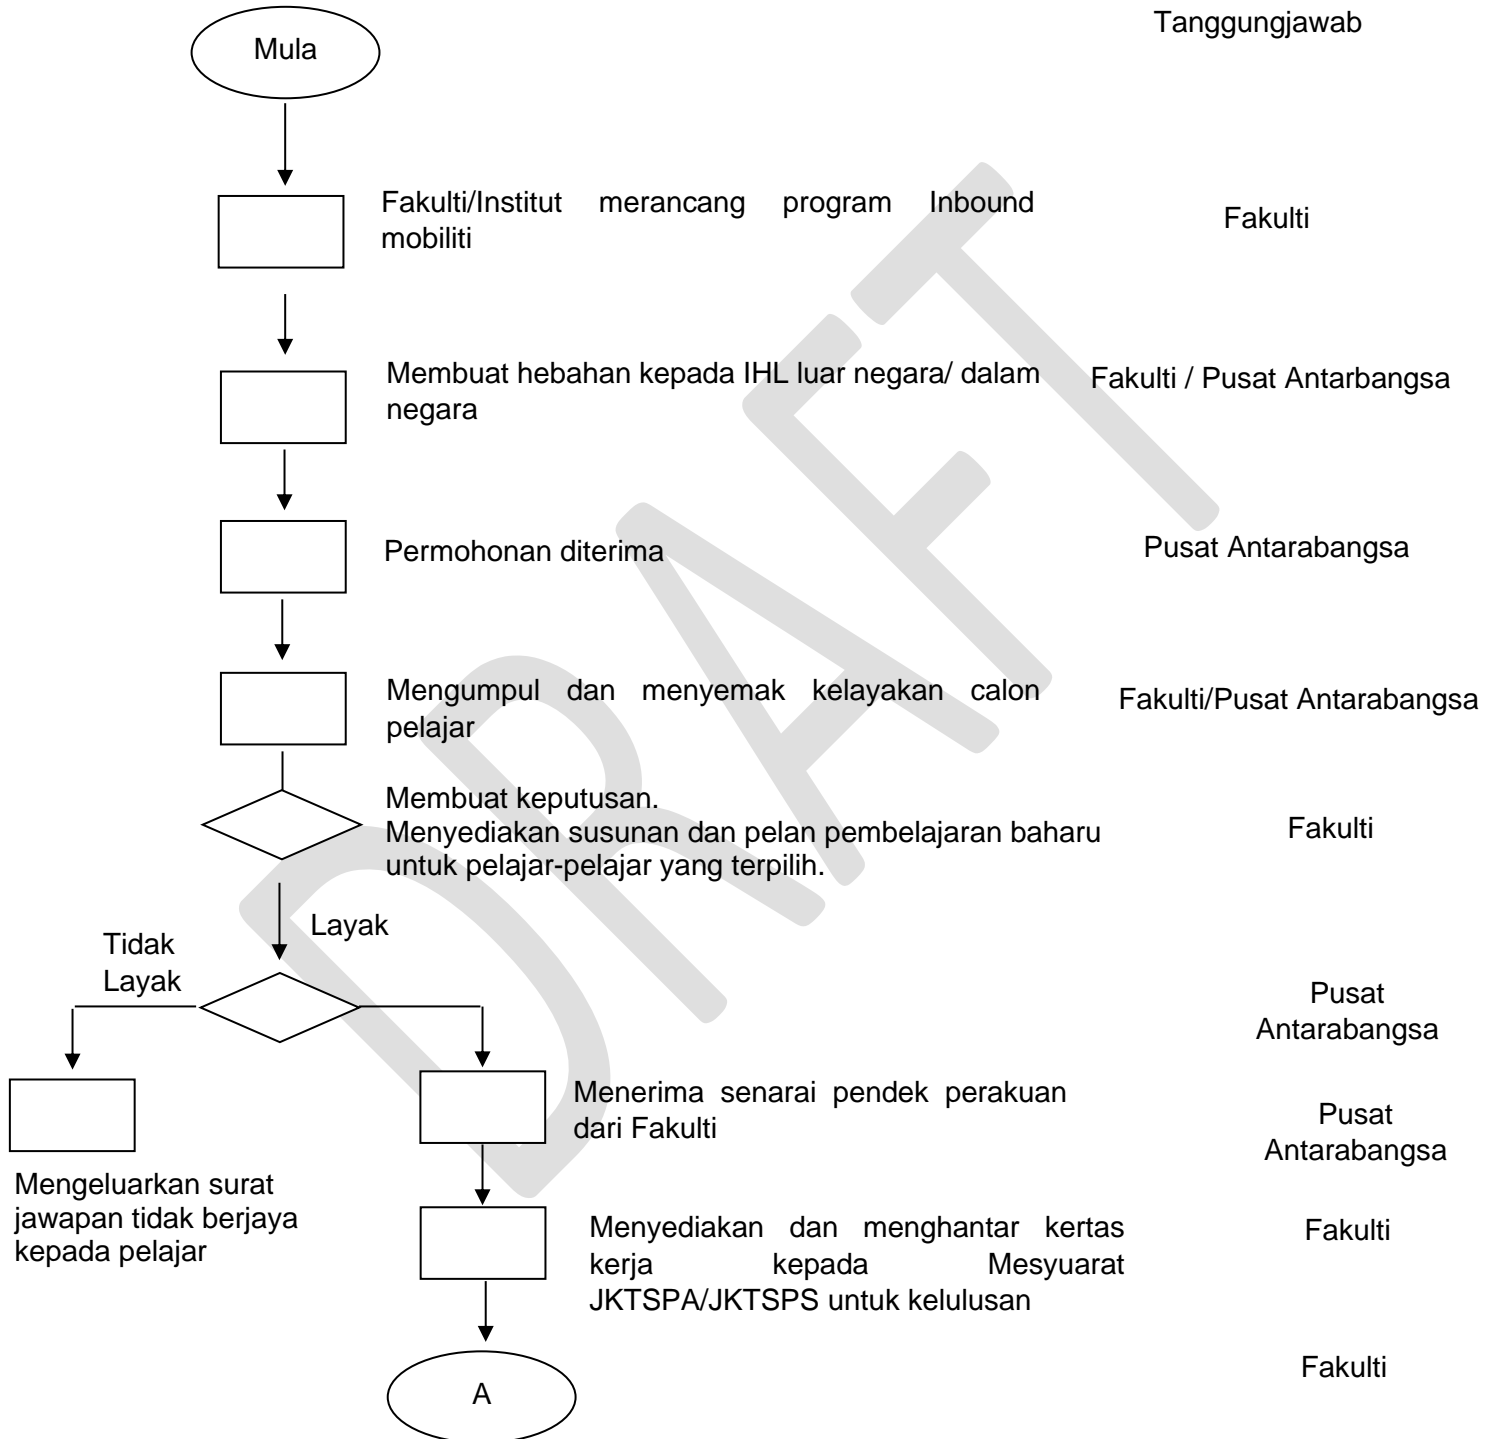 Tanggungjawab
Mula
Fakulti/Institut merancang program Inbound
mobiliti
Fakulti
Membuat hebahan kepada IHL luar negara/ dalam
negara
Fakulti / Pusat Antarbangsa
Permohonan diterima
Pusat Antarabangsa
Mengumpul dan menyemak kelayakan calon
pelajar
Fakulti/Pusat Antarabangsa
Membuat keputusan.
Menyediakan susunan dan pelan pembelajaran baharu
untuk pelajar-pelajar yang terpilih.
Fakulti
Layak
Tidak
Layak
Pusat
Antarabangsa
Menerima senarai pendek perakuan
dari Fakulti
Pusat
Antarabangsa
Mengeluarkan surat
jawapan tidak berjaya
kepada pelajar
Menyediakan dan menghantar kertas
kerja kepada Mesyuarat
JKTSPA/JKTSPS untuk kelulusan
Fakulti
A
Fakulti
DRAFT